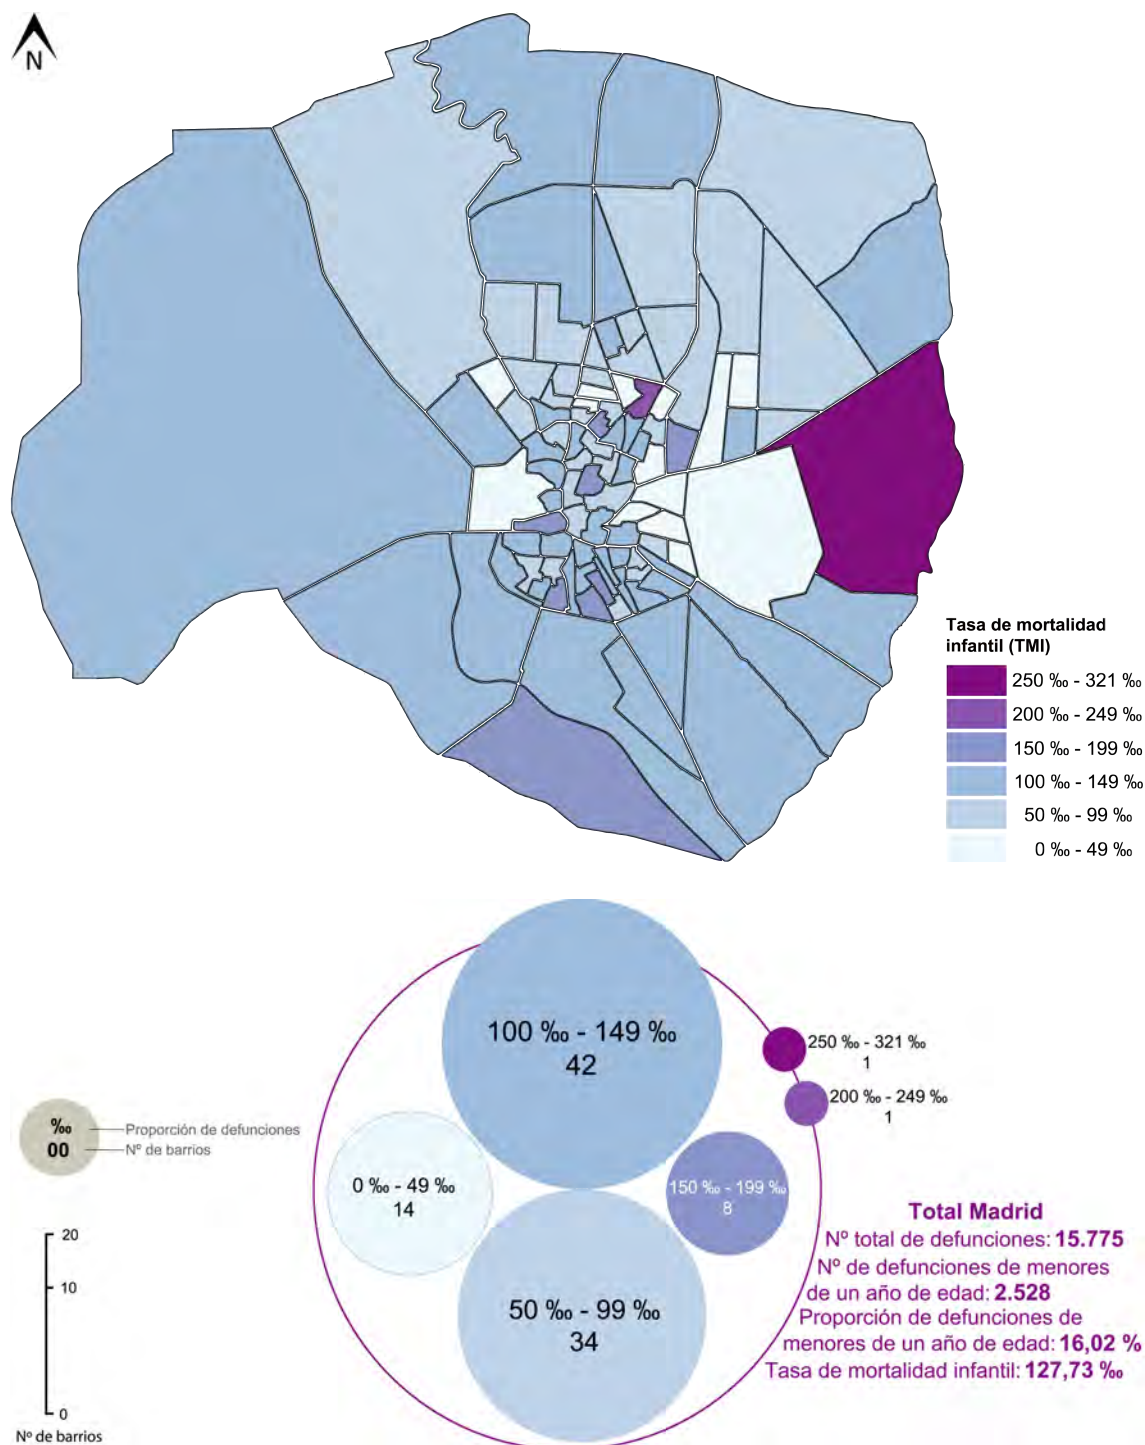 N
Tasa de mortalidad
infantil (TMI)
250 ‰ - 321 ‰
200 ‰ - 249 ‰
150 ‰ - 199 ‰
100 ‰ - 149 ‰
50 ‰ - 99 ‰
0 ‰ - 49 ‰
100 ‰ - 149 ‰
42
250 ‰ - 321 ‰
1
200 ‰ - 249 ‰
1
‰
00
Proporción de defunciones
Nº de barrios
0 ‰ - 49 ‰
14
150 ‰ - 199 ‰
8
50 ‰ - 99 ‰
34
20
10
0
Nº de barrios
Total Madrid
Nº total de defunciones: 15.775
Nº de defunciones de menores
de un año de edad: 2.528
Proporción de defunciones de
menores de un año de edad: 16,02 %
Tasa de mortalidad infantil: 127,73 ‰